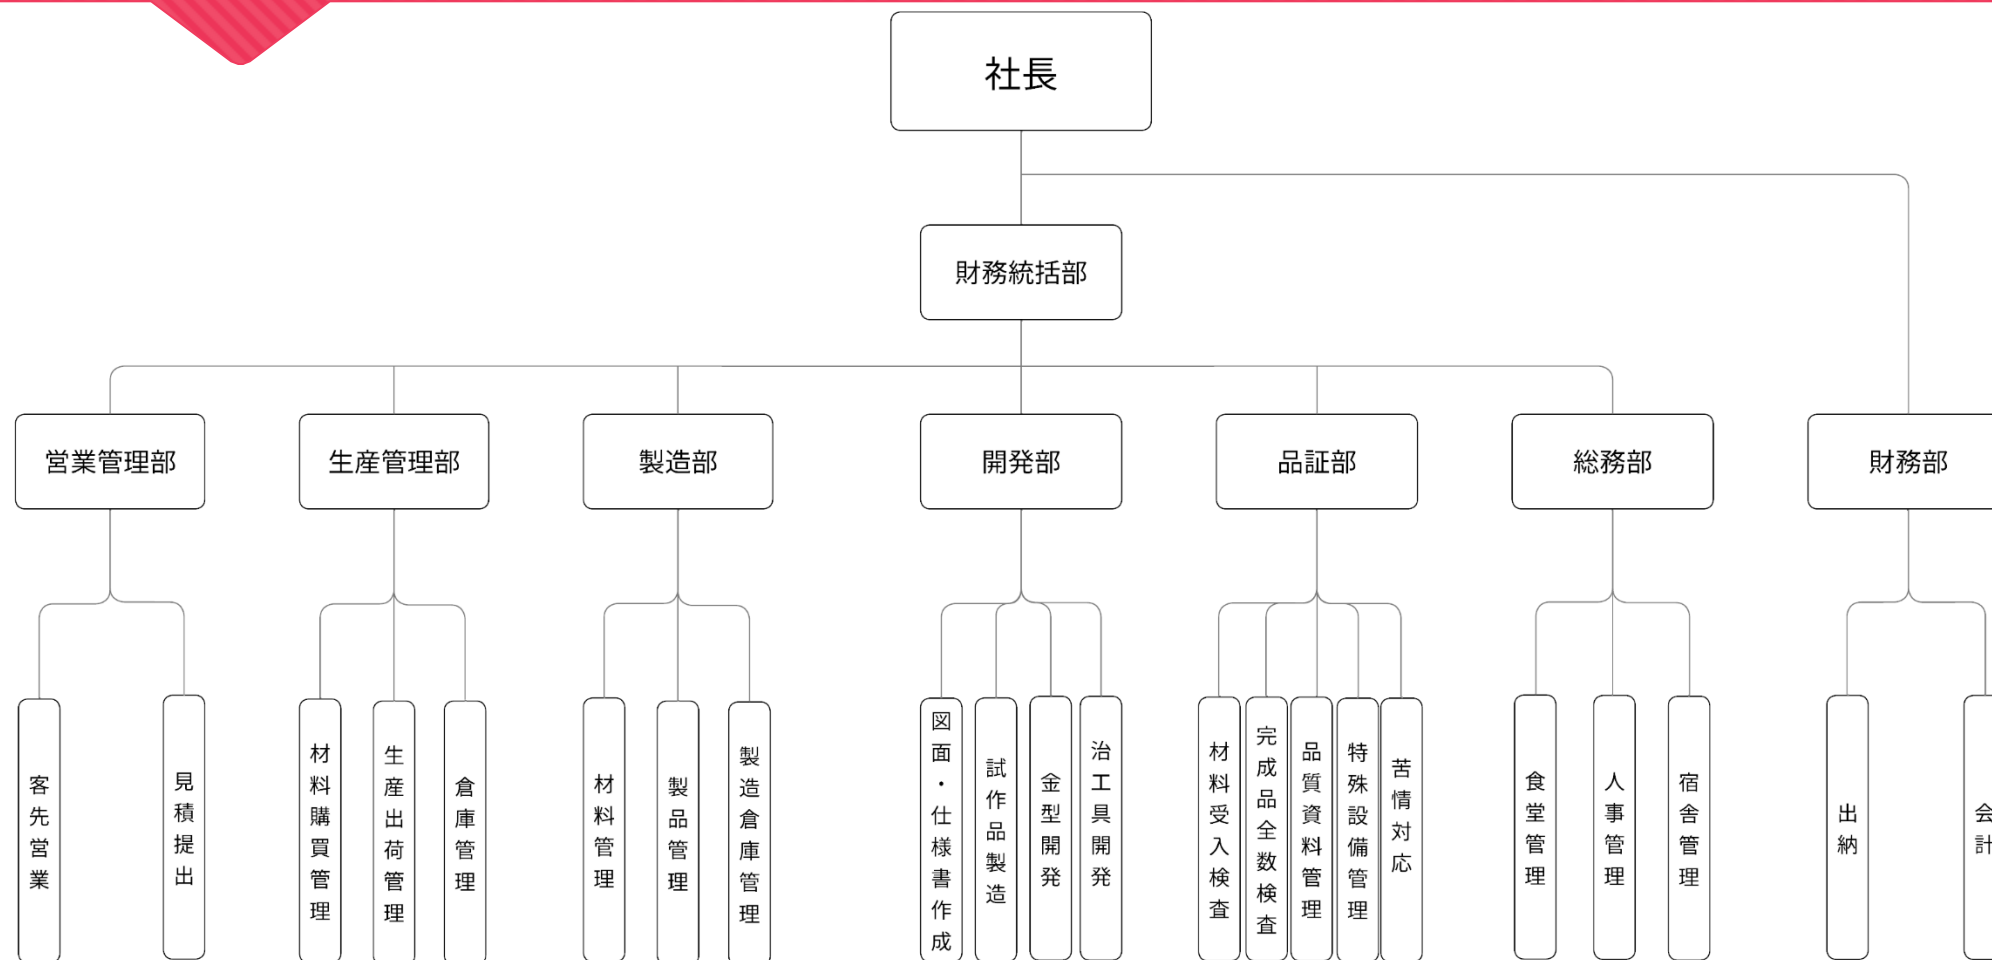 社長
財務統括部
営業管理部
生産管理部
製造部
開発部
品証部
総務部
財務部
客先営業
見積提出
材料購買管理
生産出荷管理
倉庫管理
材料管理
製品管理
製造倉庫管理
図面・仕様書作成
試作品製造
金型開発
治工具開発
材料受入検査
完成品全数検査
品質資料管理
特殊設備管理
苦情対応
食堂管理
人事管理
宿舎管理
出納
会計